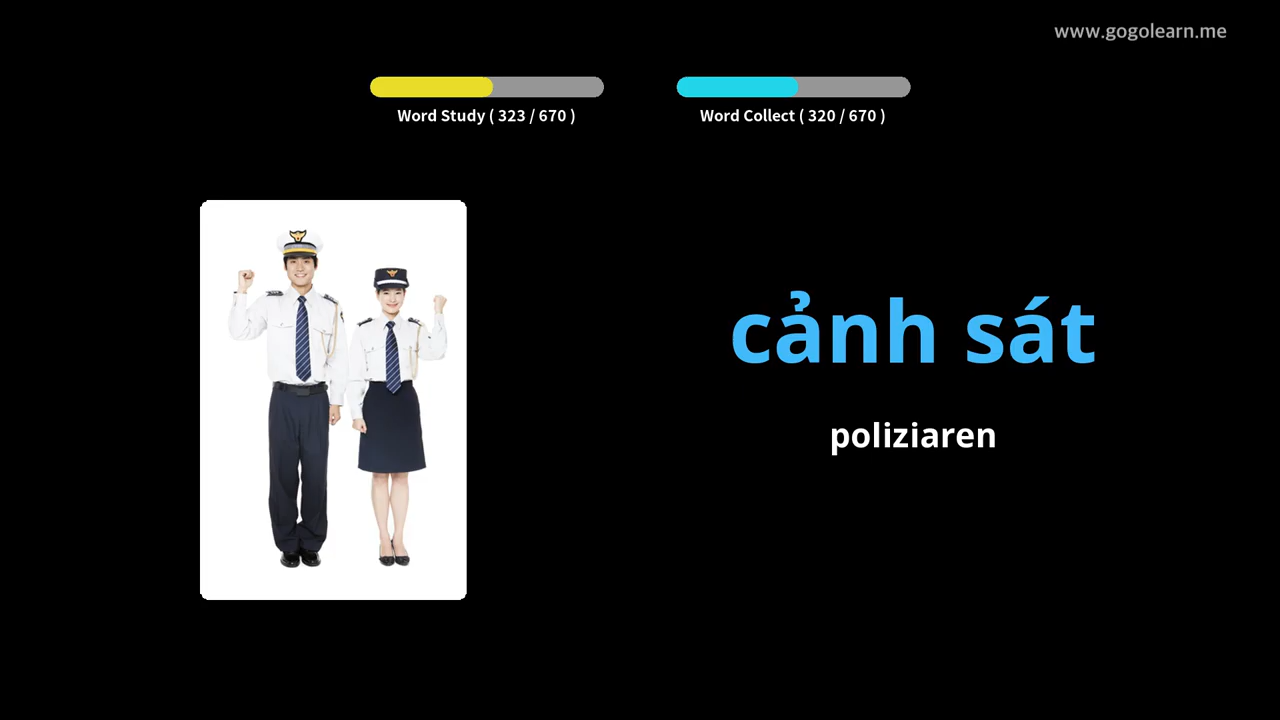 www.gogolearn.me
Word Study ( 323 / 670 )
Word Collect ( 320 / 670 )
cảnh sát
poliziaren